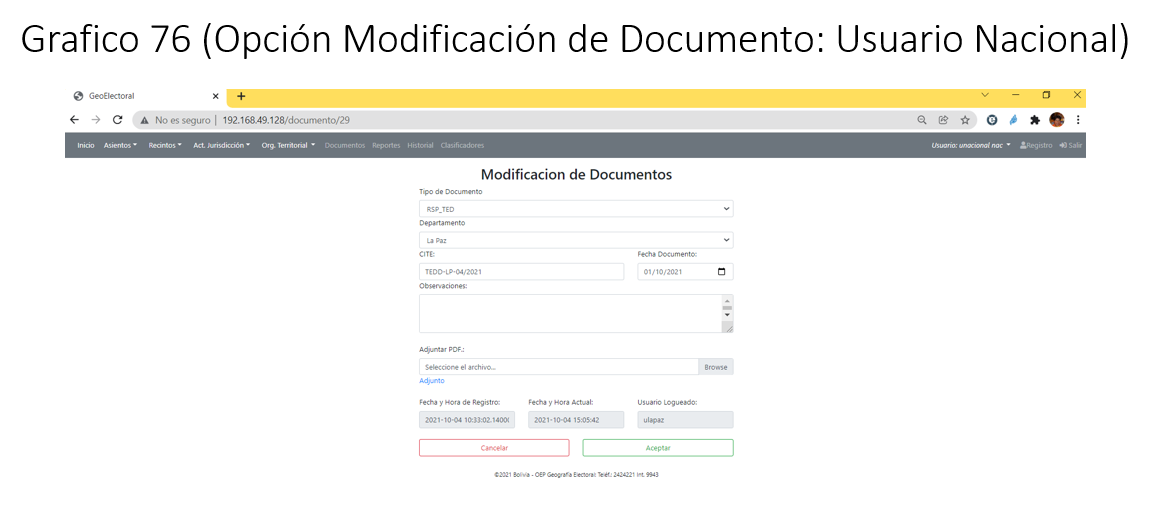 Grafico 76 (Opción Modificación de Documento: Usuario Nacional)
GeoElectoral
No es seguro | 192.168.49.128/documento/29
Inicio Asientos Recintos Act. Jurisdicción Org. Territorial Documentos Reportes Historial Clasificadores Usuario: unacional nac Registro Salir
Modificacion de Documentos
Tipo de Documento
RSP_TED
Departamento
La Paz
CITE: Fecha Documento:
TEDD-LP-04/2021 01/10/2021
Observaciones:
Adjuntar PDF.:
Seleccione el archivo... Browse
Adjunto
Fecha y Hora de Registro: Fecha y Hora Actual: Usuario Logueado:
2021-10-04 10:33:02.1400 2021-10-04 15:05:42 ulapaz
Cancelar Aceptar
©2021 Bolivia - OEP Geografía Electoral: Teléf.: 2424221 Int. 9943